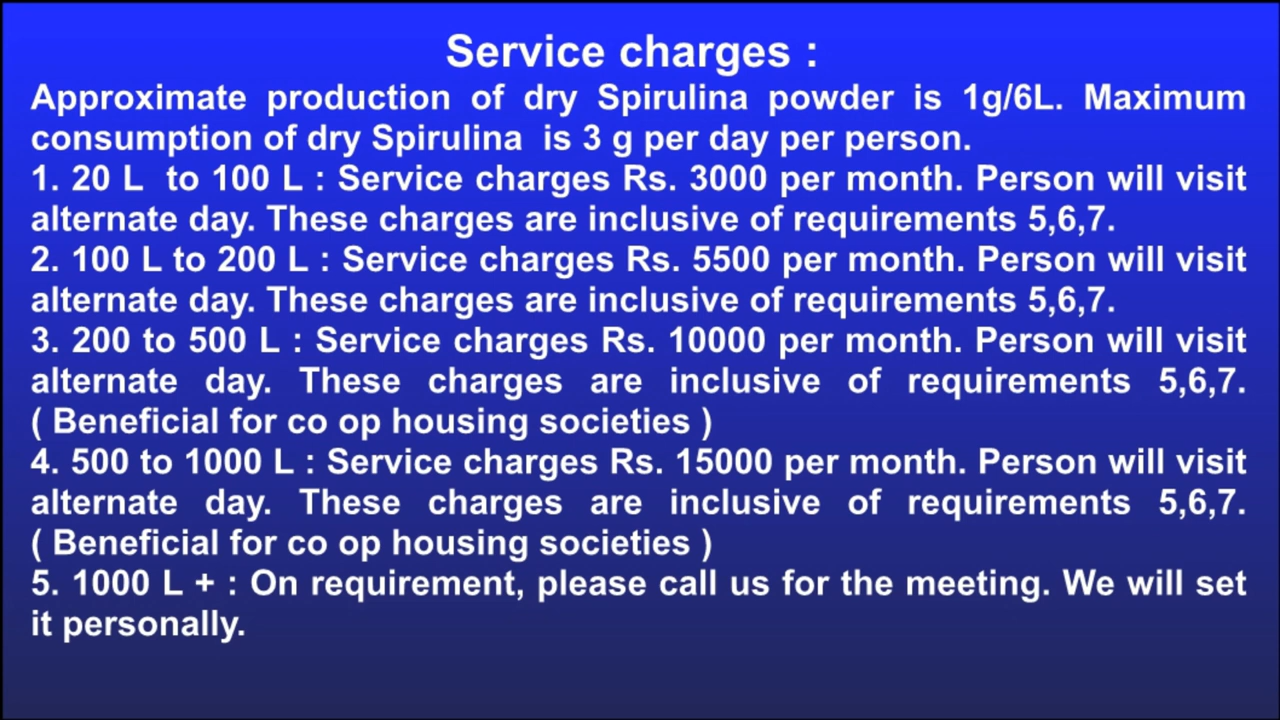 Service charges :
Approximate production of dry Spirulina powder is 1g/6L. Maximum
consumption of dry Spirulina is 3 g per day per person.
1. 20 L to 100 L : Service charges Rs. 3000 per month. Person will visit
alternate day. These charges are inclusive of requirements 5,6,7.
2. 100 L to 200 L : Service charges Rs. 5500 per month. Person will visit
alternate day. These charges are inclusive of requirements 5,6,7.
3. 200 to 500 L : Service charges Rs. 10000 per month. Person will visit
alternate day. These charges are inclusive of requirements 5,6,7.
( Beneficial for co op housing societies )
4. 500 to 1000 L : Service charges Rs. 15000 per month. Person will visit
alternate day. These charges are inclusive of requirements 5,6,7.
( Beneficial for co op housing societies )
5. 1000 L + : On requirement, please call us for the meeting. We will set
it personally.